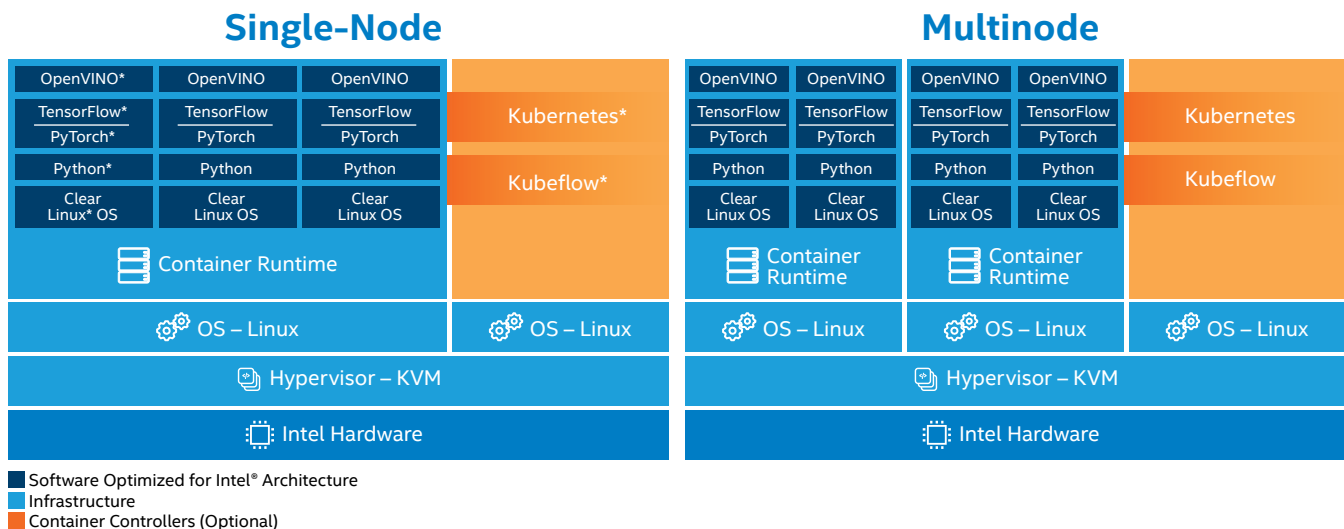 Single-Node
OpenVINO*
OpenVINO
OpenVINO
TensorFlow*
PyTorch*
TensorFlow
PyTorch
TensorFlow
PyTorch
Python*
Python
Python
Clear
Linux* OS
Clear
Linux OS
Clear
Linux OS
Container Runtime
Kubernetes*
Kubeflow*
OS – Linux
OS – Linux
Hypervisor – KVM
Intel Hardware
Multinode
OpenVINO
OpenVINO
OpenVINO
OpenVINO
TensorFlow
PyTorch
TensorFlow
PyTorch
TensorFlow
PyTorch
TensorFlow
PyTorch
Python
Python
Python
Python
Clear
Linux OS
Clear
Linux OS
Clear
Linux OS
Clear
Linux OS
Container
Runtime
Container
Runtime
Kubernetes
Kubeflow
OS – Linux
OS – Linux
OS – Linux
Hypervisor – KVM
Intel Hardware
Software Optimized for Intel® Architecture
Infrastructure
Container Controllers (Optional)